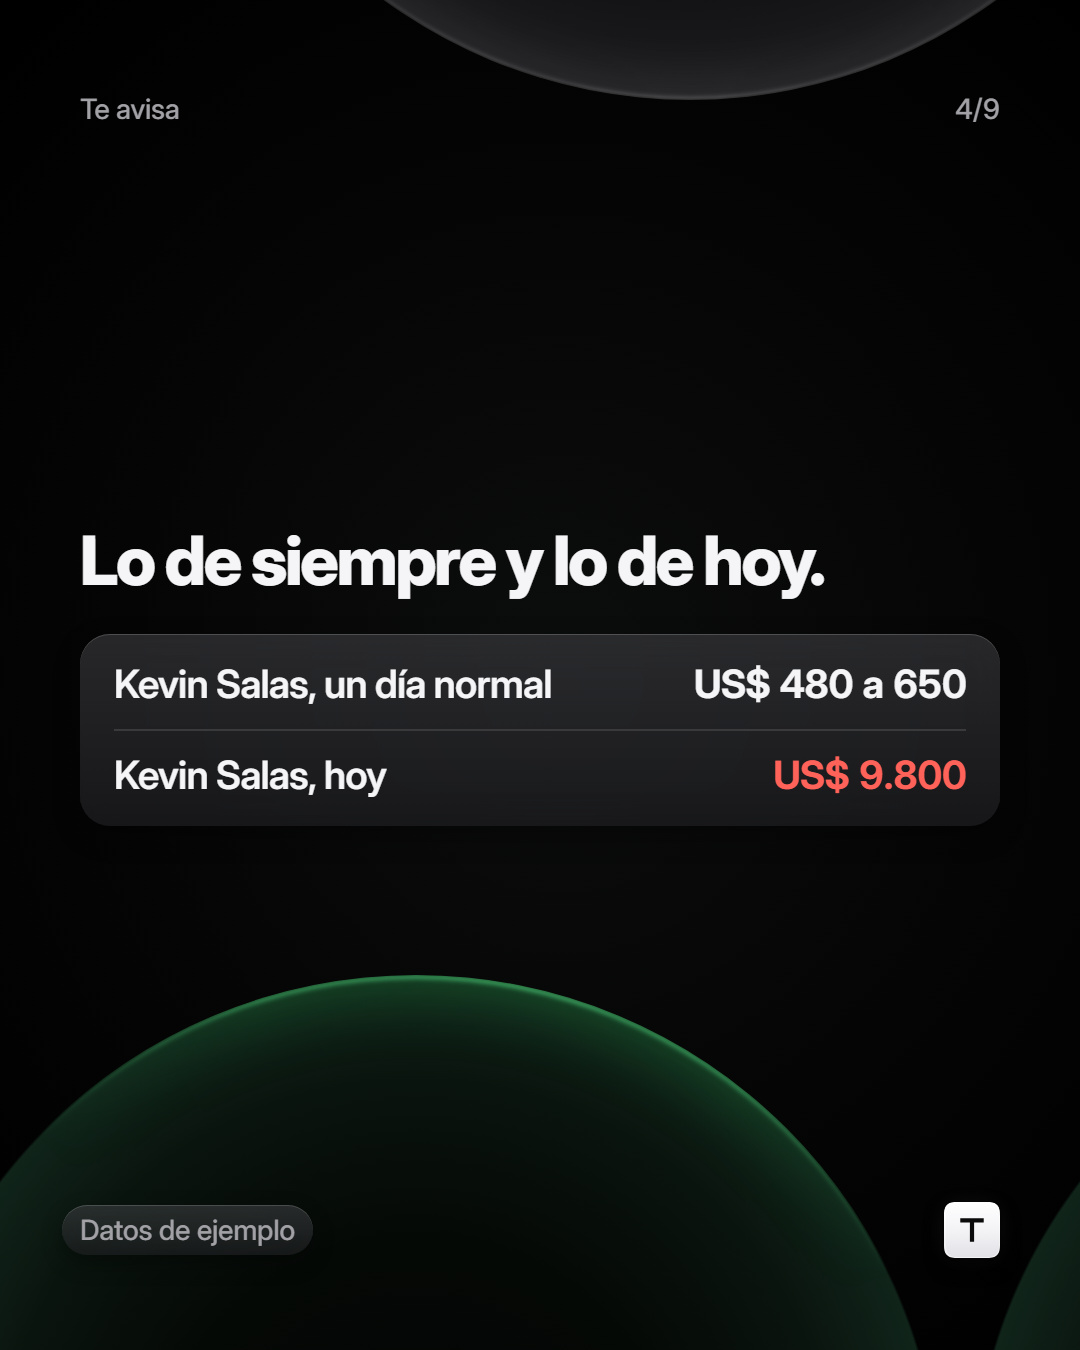 Te avisa
4/9
Lo de siempre y lo de hoy.
Kevin Salas, un día normal US$ 480 a 650
Kevin Salas, hoy US$ 9.800
Datos de ejemplo
T